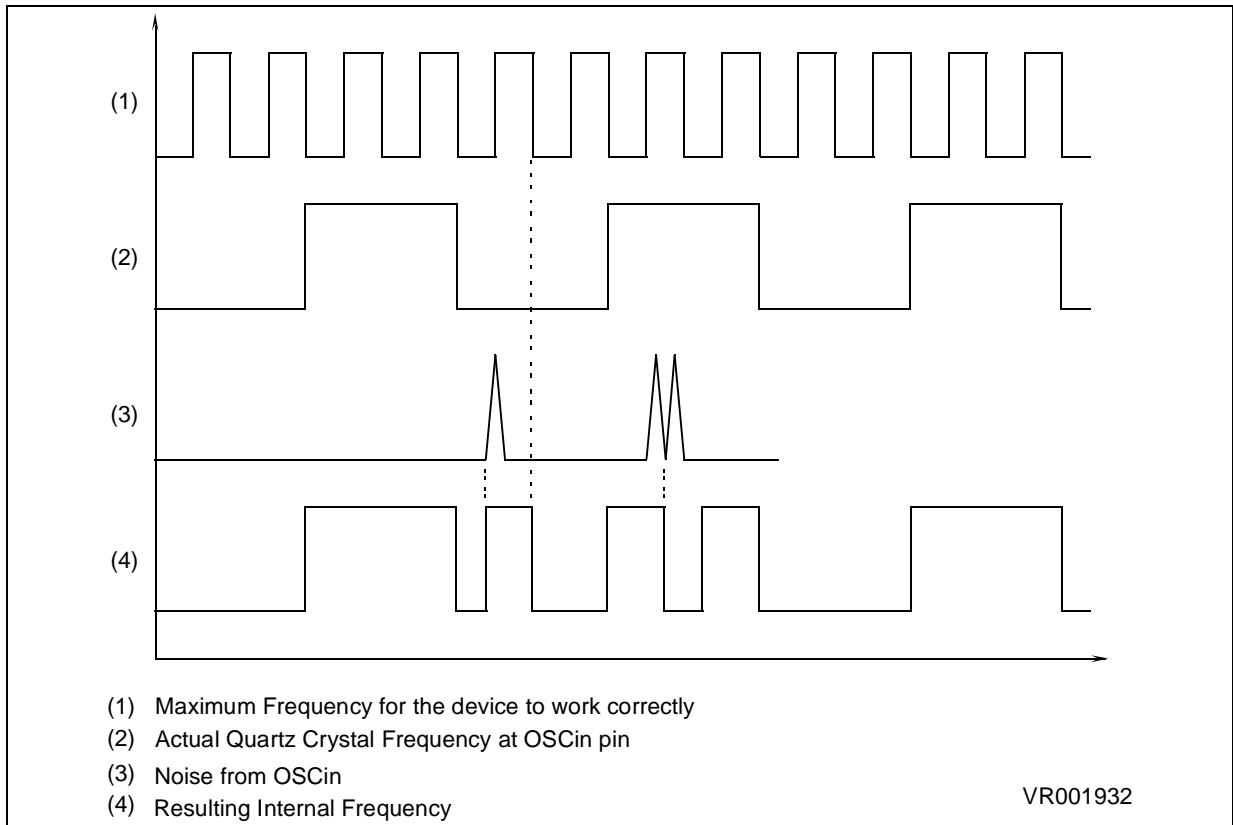 (1)
(2)
(3)
(4)
(1) Maximum Frequency for the device to work correctly
(2) Actual Quartz Crystal Frequency at OSCin pin
(3) Noise from OSCin
(4) Resulting Internal Frequency
VR001932